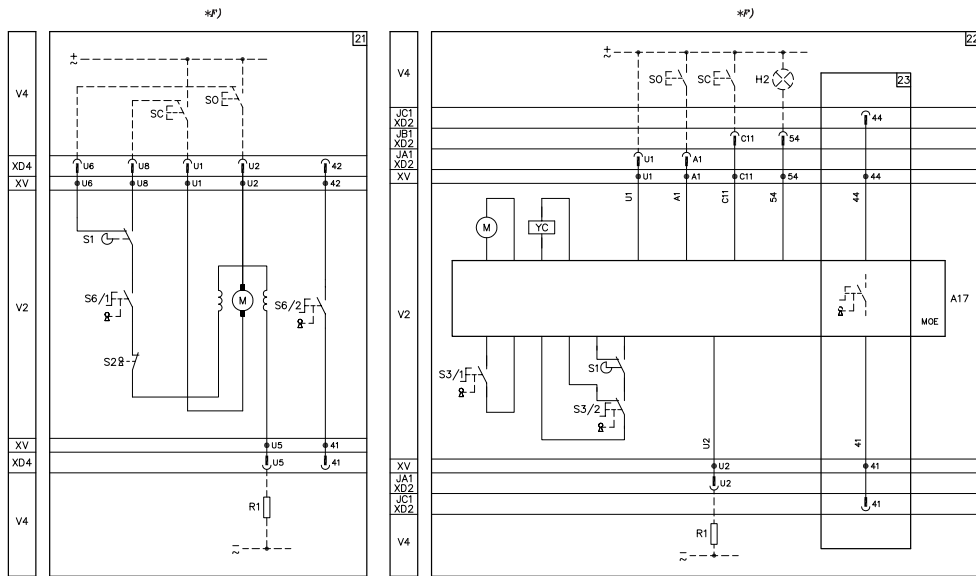 *F)
*F)
21
22
±
±
V4
V4
SO
SC
SO
SC
H2
23
JC1
XD2
44
JB1
XD2
C11
54
JA1
XD2
U1
A1
XD4
U6
U8
U1
U2
42
XV
U6
U8
U1
U2
42
XV
U1
A1
C11
54
44
U1
A1
C11
54
44
S1
M
YC
V2
S6/1
M
S6/2
V2
A17
MOE
S2
S3/1
S1
S3/2
U2
41
XV
U5
41
XD4
U5
41
XV
U2
41
JA1
XD2
U2
JC1
XD2
41
V4
R1
V4
R1